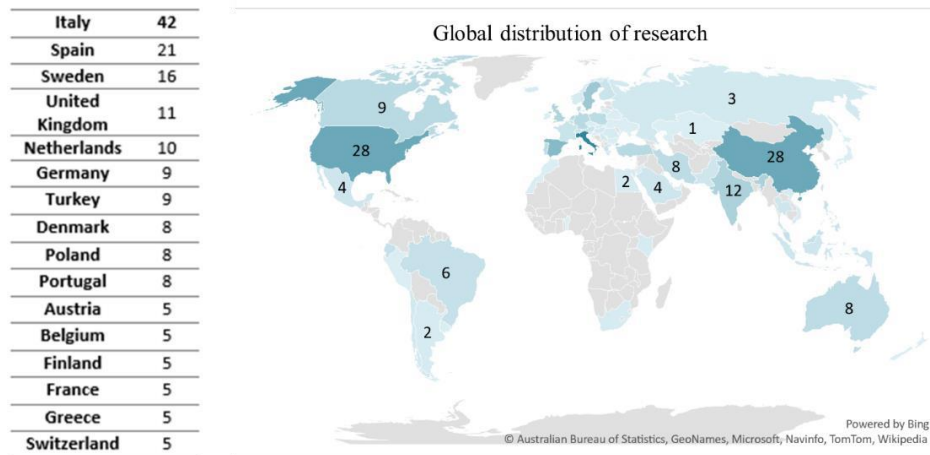 Italy 42
Spain 21
Sweden 16
United
Kingdom 11
Netherlands 10
Germany 9
Turkey 9
Denmark 8
Poland 8
Portugal 8
Austria 5
Belgium 5
Finland 5
France 5
Greece 5
Switzerland 5
Global distribution of research
9
3
1
28
28
8
4
2
4
12
6
8
2
Powered by Bing
© Australian Bureau of Statistics, GeoNames, Microsoft, Navinfo, TomTom, Wikipedia